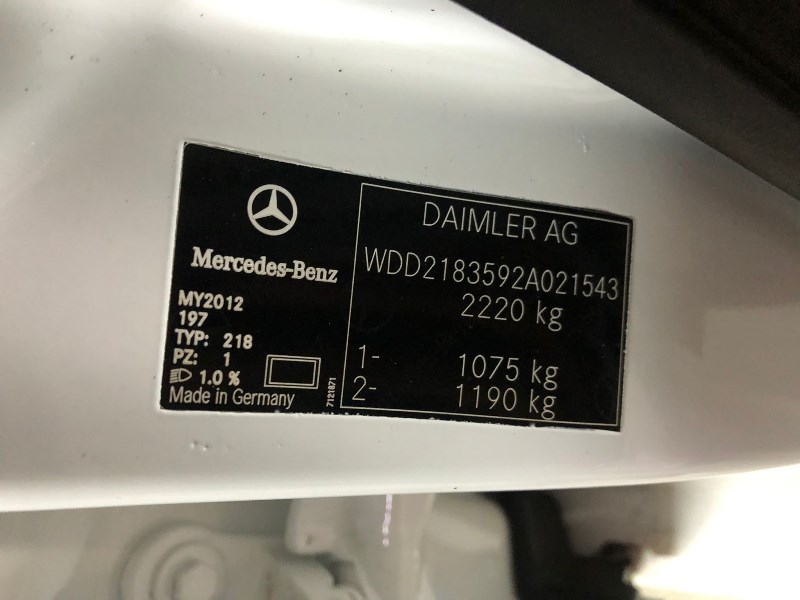 Mercedes-Benz
MY2012
197
TYP: 218
PZ: 1
1.0 %
Made in Germany
7121871
DAIMLER AG
WDD2183592A021543
2220 kg
1- 1075 kg
2- 1190 kg